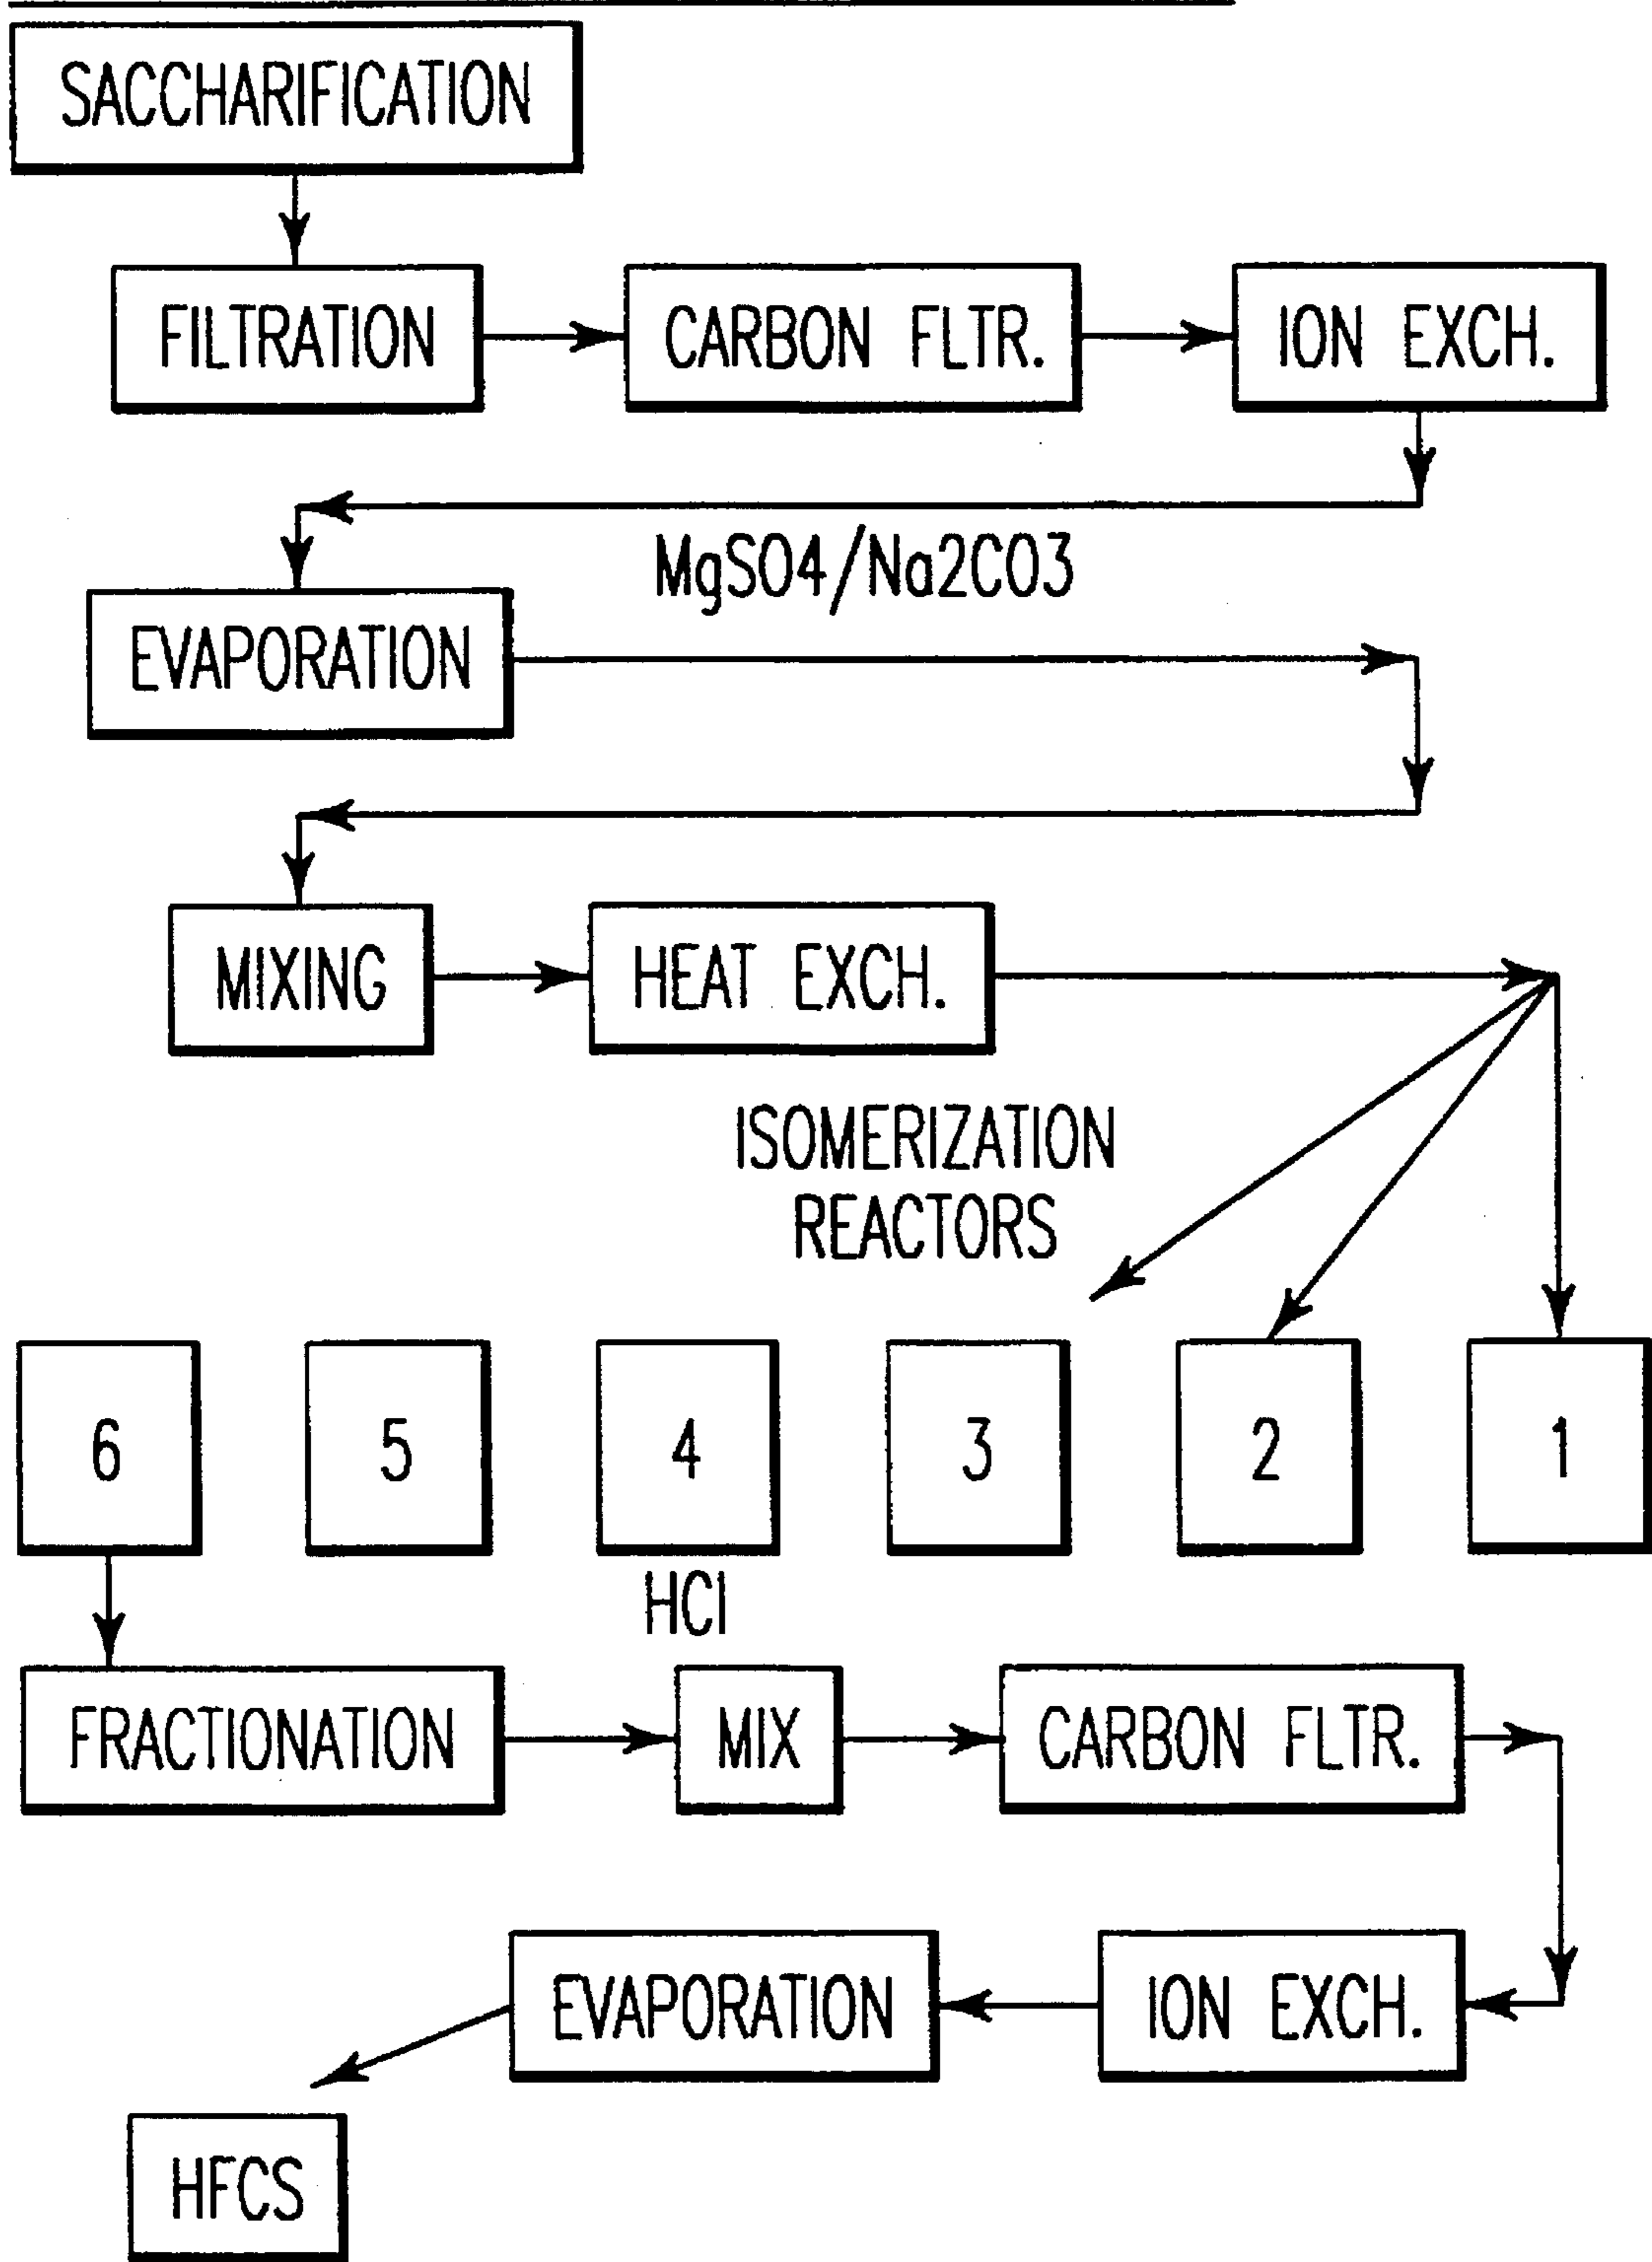 SACCHARIFICATION
FILTRATION
CARBON FLTR.
ION EXCH.
MgSO4/Na2CO3
EVAPORATION
MIXING
HEAT EXCH.
ISOMERIZATION
REACTORS
6
5
4
3
2
1
HCl
FRACTIONATION
MIX
CARBON FLTR.
EVAPORATION
ION EXCH.
HFCS